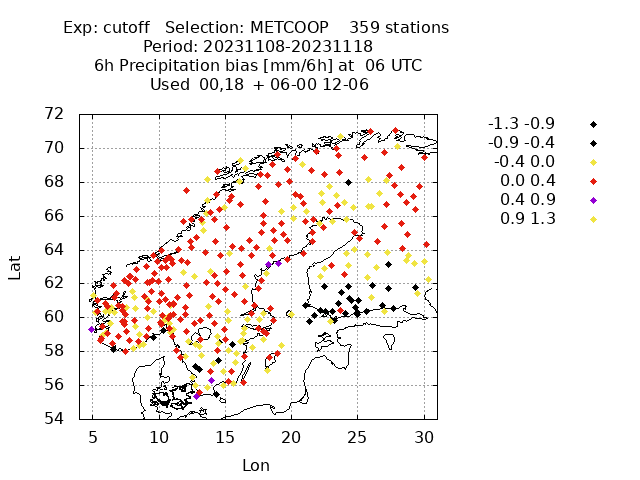 Exp: cutoff   Selection: METCOOP    359 stations
Period: 20231108-20231118
6h Precipitation bias [mm/6h] at  06 UTC
Used  00,18  + 06-00 12-06
-1.3 -0.9
-0.9 -0.4
-0.4 0.0
0.0 0.4
0.4 0.9
0.9 1.3
72
70
68
66
64
62
60
58
56
54
Lat
5 10 15 20 25 30
Lon